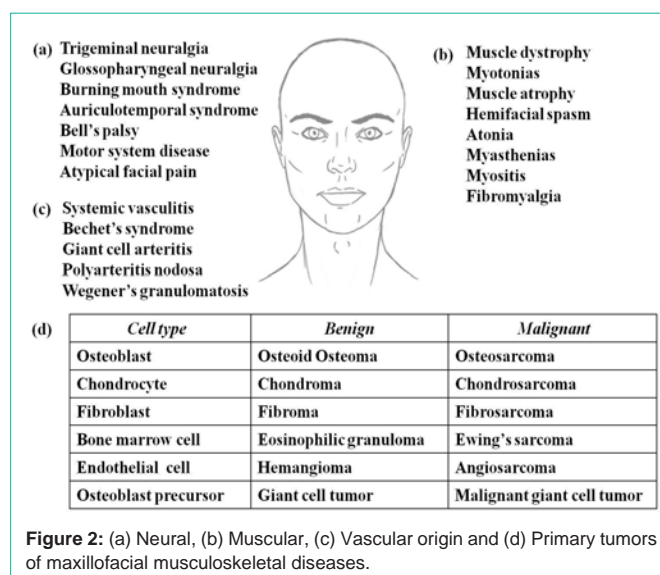 (a) Trigeminal neuralgia
Glossopharyngeal neuralgia
Burning mouth syndrome
Auriculotemporal syndrome
Bell's palsy
Motor system disease
Atypical facial pain
(b) Muscle dystrophy
Myotonias
Muscle atrophy
Hemifacial spasm
Atonia
Myasthenias
Myositis
Fibromyalgia
(c) Systemic vasculitis
Bechet's syndrome
Giant cell arteritis
Polyarteritis nodosa
Wegener's granulomatosis
(d) Cell type Benign Malignant
Osteoblast Osteoid Osteoma Osteosarcoma
Chondrocyte Chondroma Chondrosarcoma
Fibroblast Fibroma Fibrosarcoma
Bone marrow cell Eosinophilic granuloma Ewing's sarcoma
Endothelial cell Hemangioma Angiosarcoma
Osteoblast precursor Giant cell tumor Malignant giant cell tumor
Figure 2: (a) Neural, (b) Muscular, (c) Vascular origin and (d) Primary tumors
of maxillofacial musculoskeletal diseases.